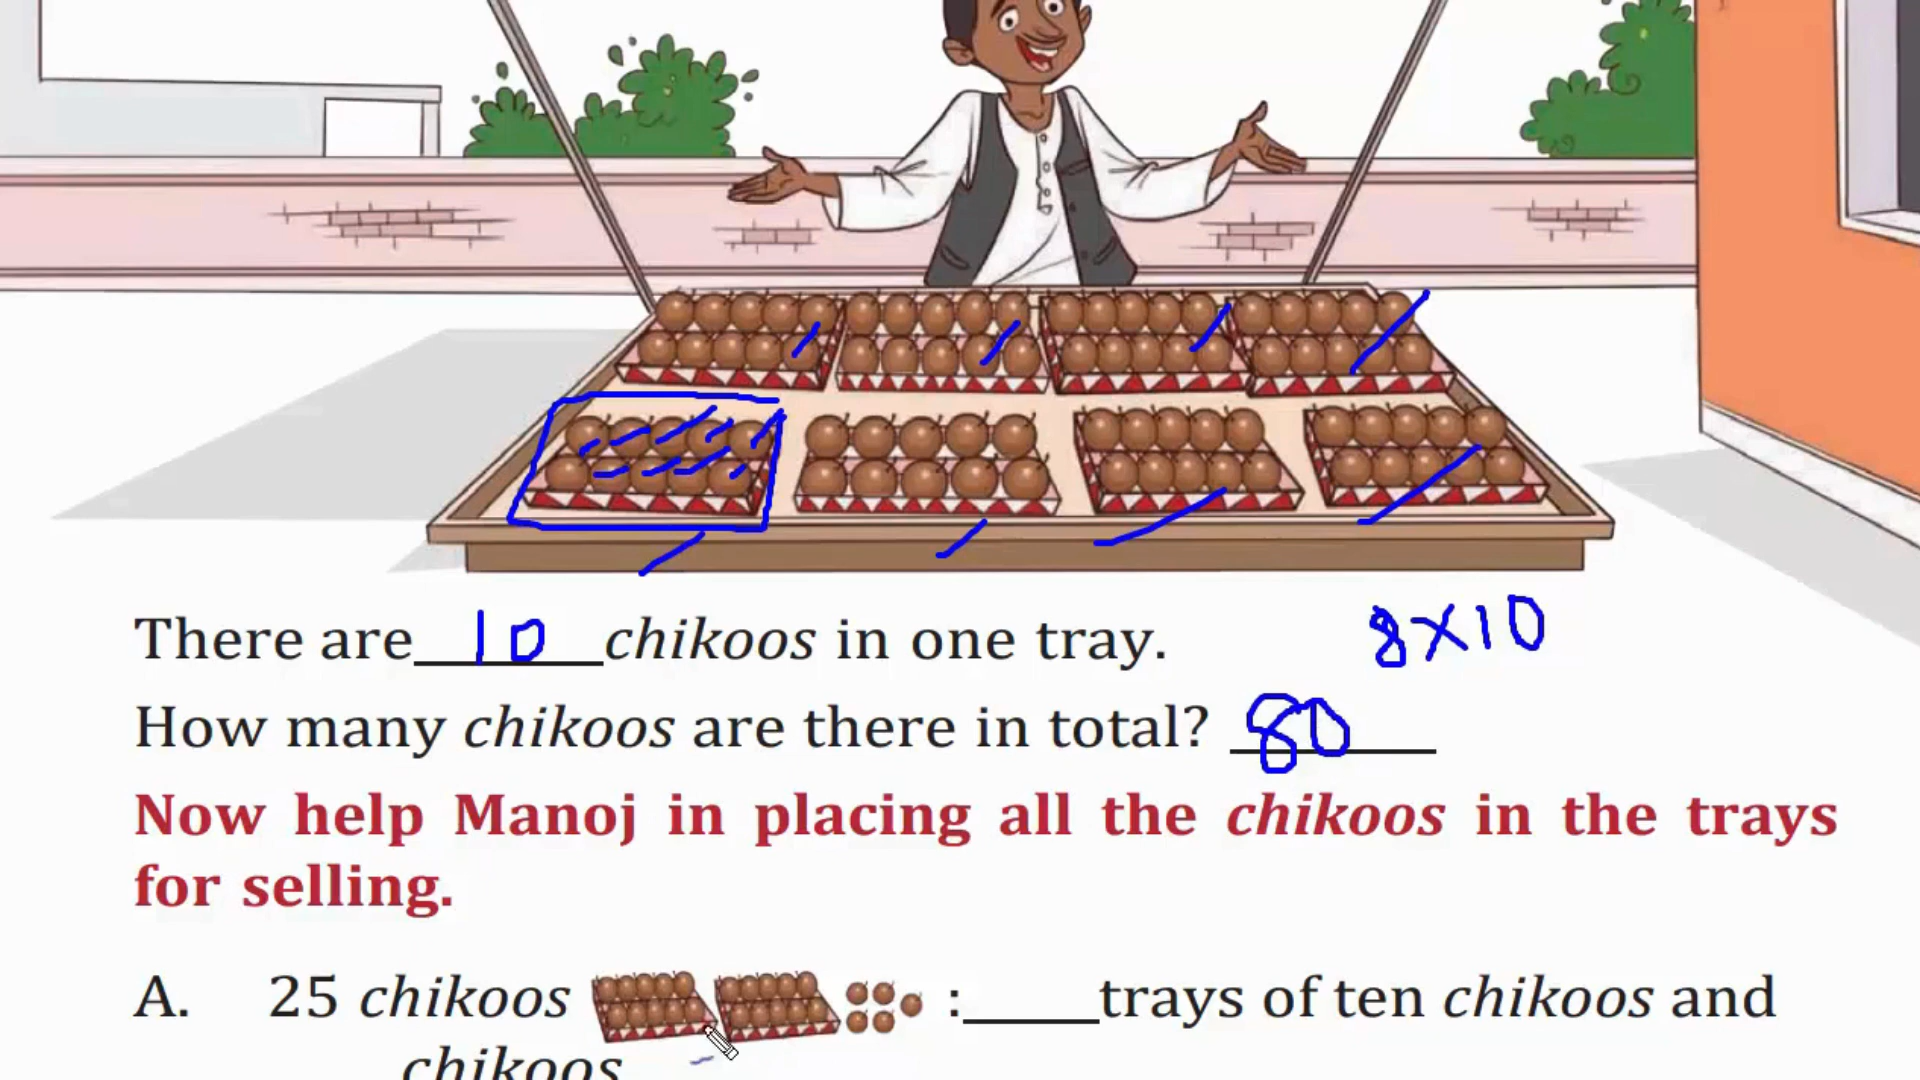 There are 10 chikoos in one tray. 8×10
How many chikoos are there in total? 80
Now help Manoj in placing all the chikoos in the trays
for selling.
A. 25 chikoos :_____trays of ten chikoos and
chikoos